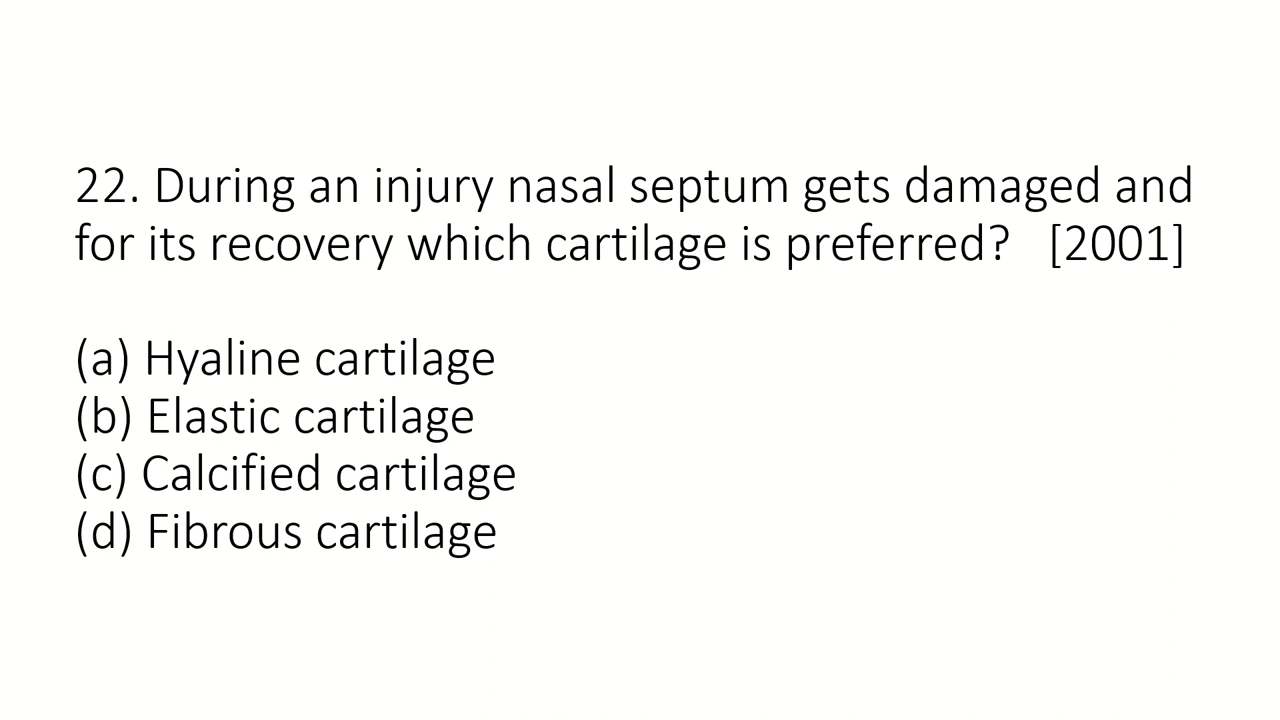 22. During an injury nasal septum gets damaged and
for its recovery which cartilage is preferred? [2001]
(a) Hyaline cartilage
(b) Elastic cartilage
(c) Calcified cartilage
(d) Fibrous cartilage